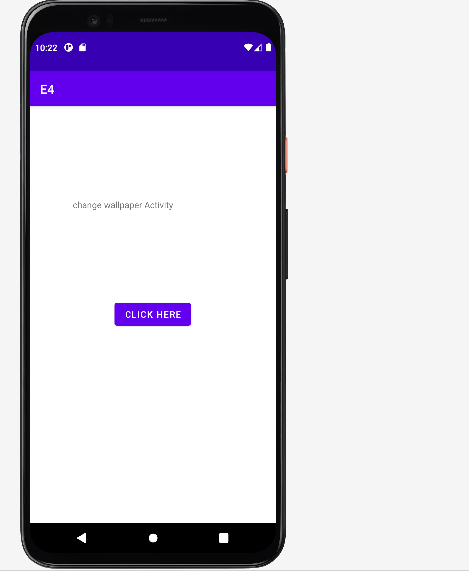 10:22
E4
change wallpaper Activity
CLICK HERE